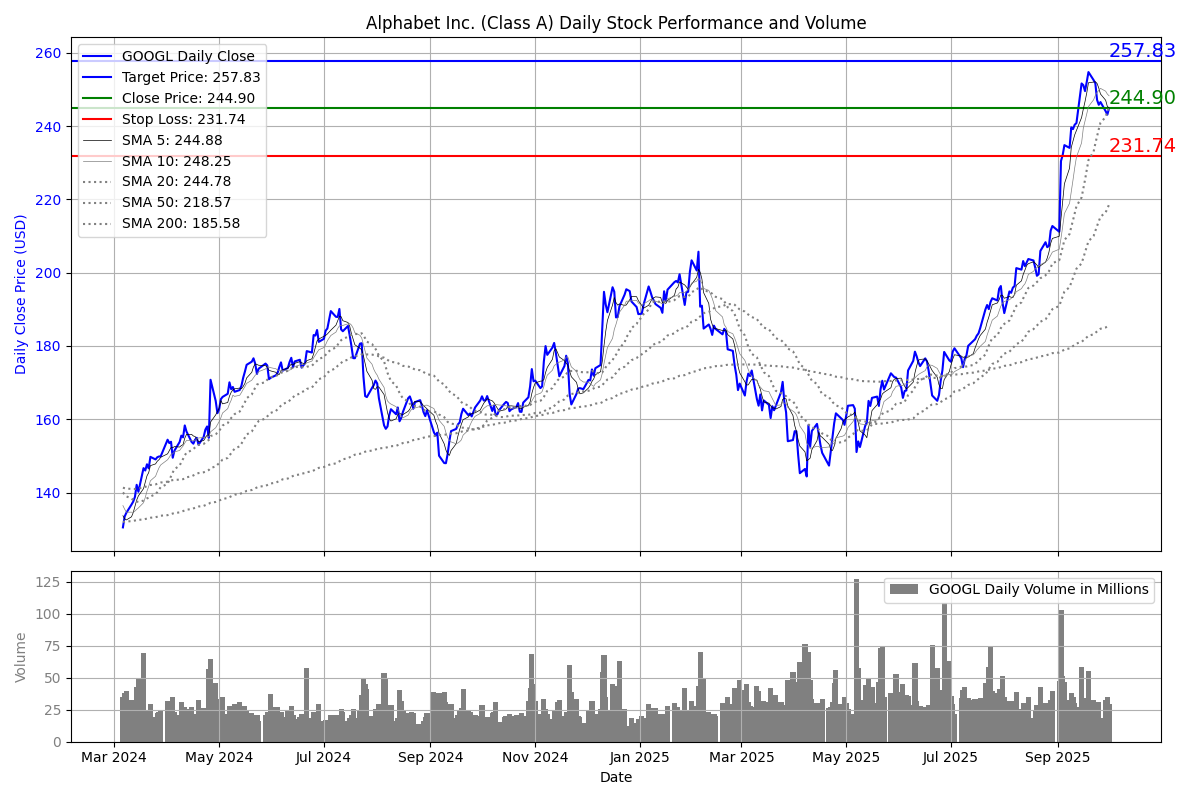 Alphabet Inc. (Class A) Daily Stock Performance and Volume
260
240
220
200
180
160
140
Daily Close Price (USD)
GOOGL Daily Close
Target Price: 257.83
Close Price: 244.90
Stop Loss: 231.74
SMA 5: 244.88
SMA 10: 248.25
SMA 20: 244.78
SMA 50: 218.57
SMA 200: 185.58
257.83
244.90
231.74
125
100
75
50
25
0
Volume
GOOGL Daily Volume in Millions
Mar 2024 May 2024 Jul 2024 Sep 2024 Nov 2024 Jan 2025 Mar 2025 May 2025 Jul 2025 Sep 2025
Date